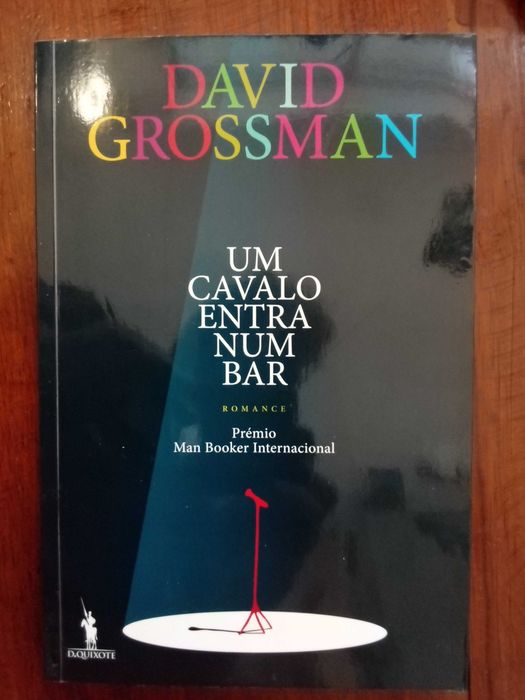 DAVID
GROSSMAN
UM
CAVALO
ENTRA
NUM
BAR
ROMANCE
Prémio
Man Booker Internacional
D.QUIXOTE